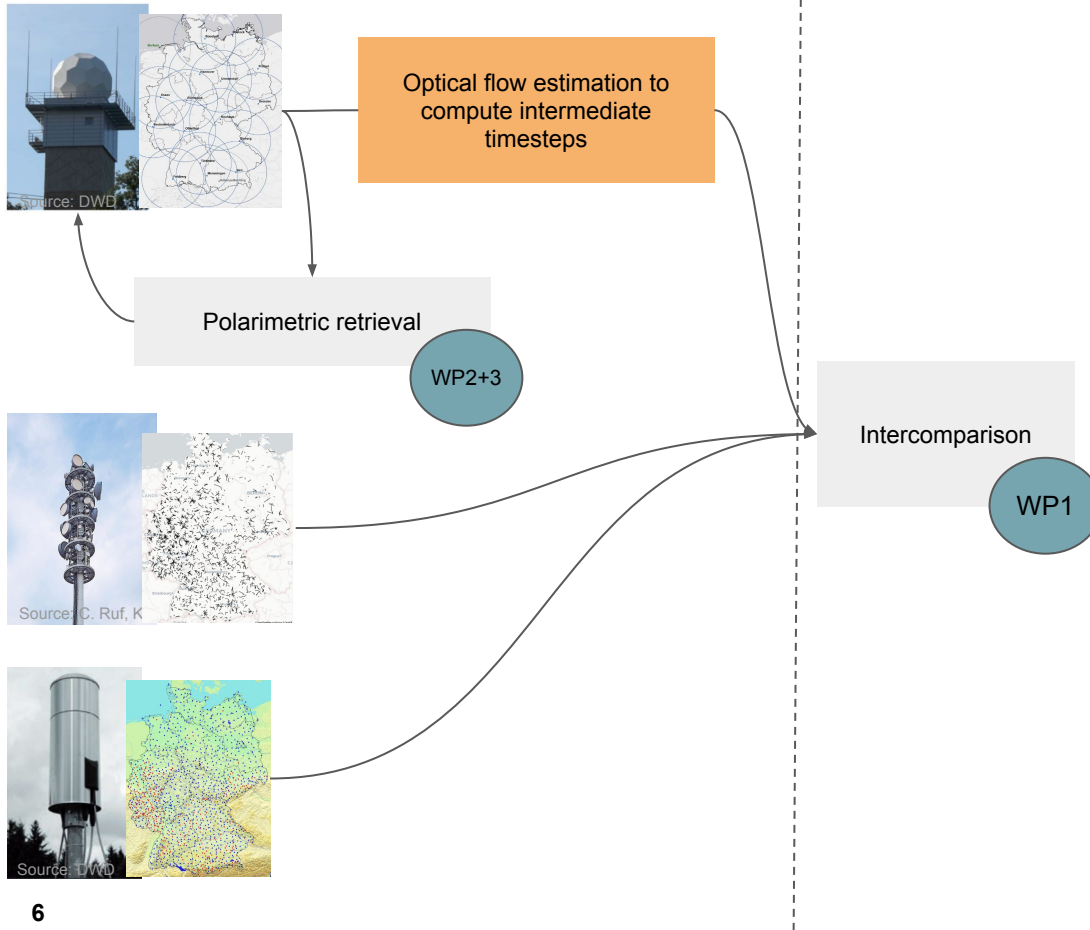 Optical flow estimation to
compute intermediate
timesteps
Source: DWD
Polarimetric retrieval
WP2+3
Intercomparison
WP1
Source: C. Ruf, K
Source: DWD
6